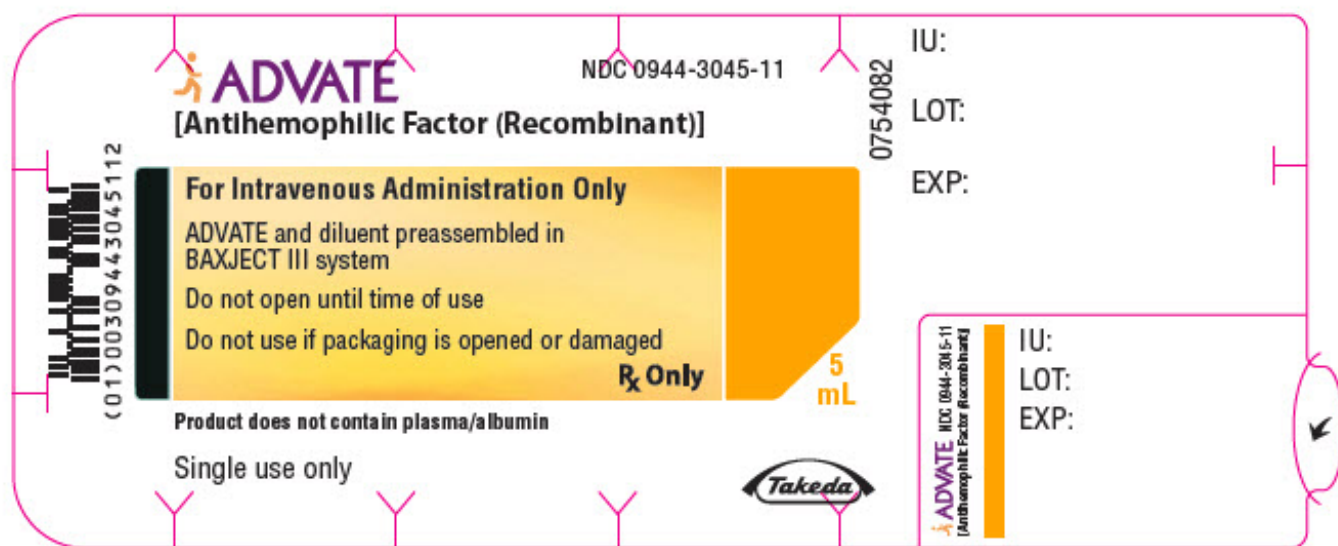 ADVATE
NDC 0944-3045-11
[Antihemophilic Factor (Recombinant)]
For Intravenous Administration Only
ADVATE and diluent preassembled in
BAXJECT III system
Do not open until time of use
Do not use if packaging is opened or damaged
Rx Only
5
mL
Product does not contain plasma/albumin
Single use only
Takeda
(01)00309443045112
0754082
IU:
LOT:
EXP:
ADVATE NDC 0944-3045-11
[Antihemophilic Factor (Recombinant)]
IU:
LOT:
EXP: